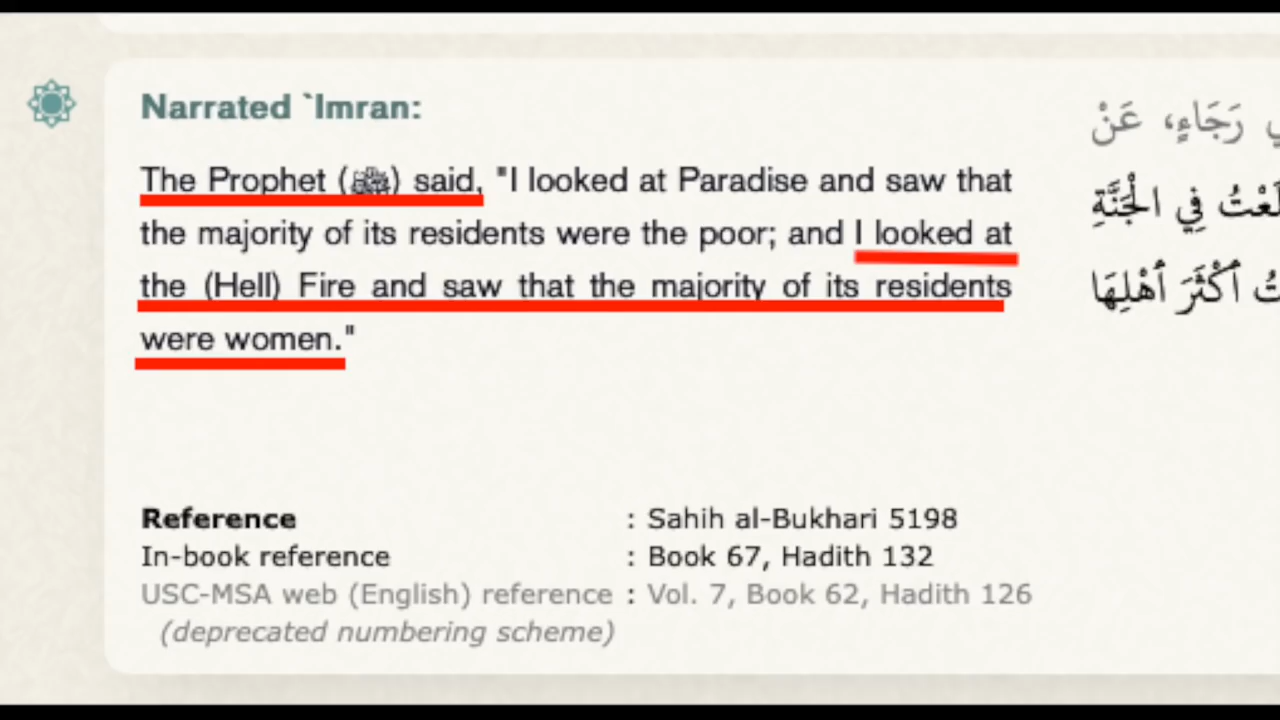 Narrated `Imran:
The Prophet (ﷺ) said, "I looked at Paradise and saw that
the majority of its residents were the poor; and I looked at
the (Hell) Fire and saw that the majority of its residents
were women."
رَجَاءٍ، عَنْ
فِي الْجَنَّةِ
أَكْثَرَ أَهْلِهَا
Reference : Sahih al-Bukhari 5198
In-book reference : Book 67, Hadith 132
USC-MSA web (English) reference : Vol. 7, Book 62, Hadith 126
(deprecated numbering scheme)